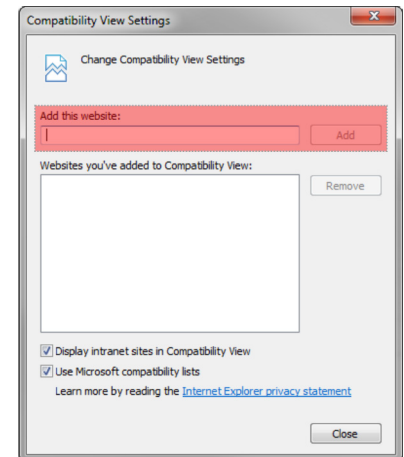 Compatibility View Settings
Change Compatibility View Settings
Add this website:
Add
Websites you've added to Compatibility View:
Remove
Display intranet sites in Compatibility View
Use Microsoft compatibility lists
Learn more by reading the Internet Explorer privacy statement
Close